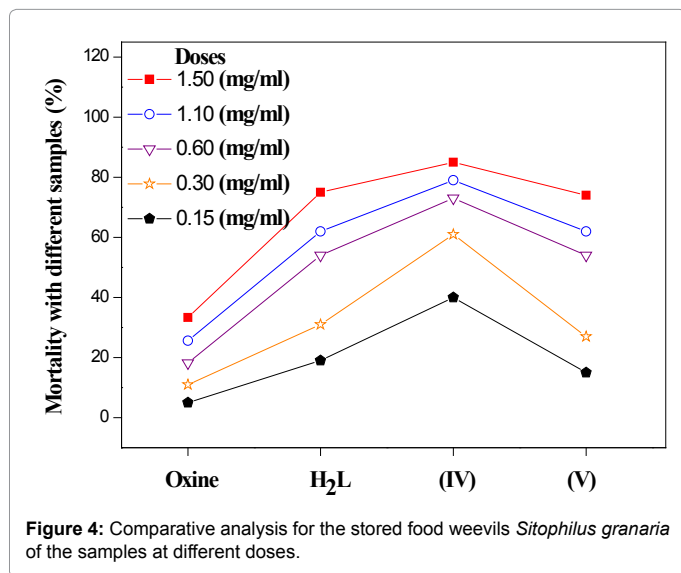 Mortality with different samples (%)
120
100
80
60
40
20
0
Doses
1.50 (mg/ml)
1.10 (mg/ml)
0.60 (mg/ml)
0.30 (mg/ml)
0.15 (mg/ml)
Oxine H₂L (IV) (V)
Figure 4: Comparative analysis for the stored food weevils Sitophilus granaria
of the samples at different doses.